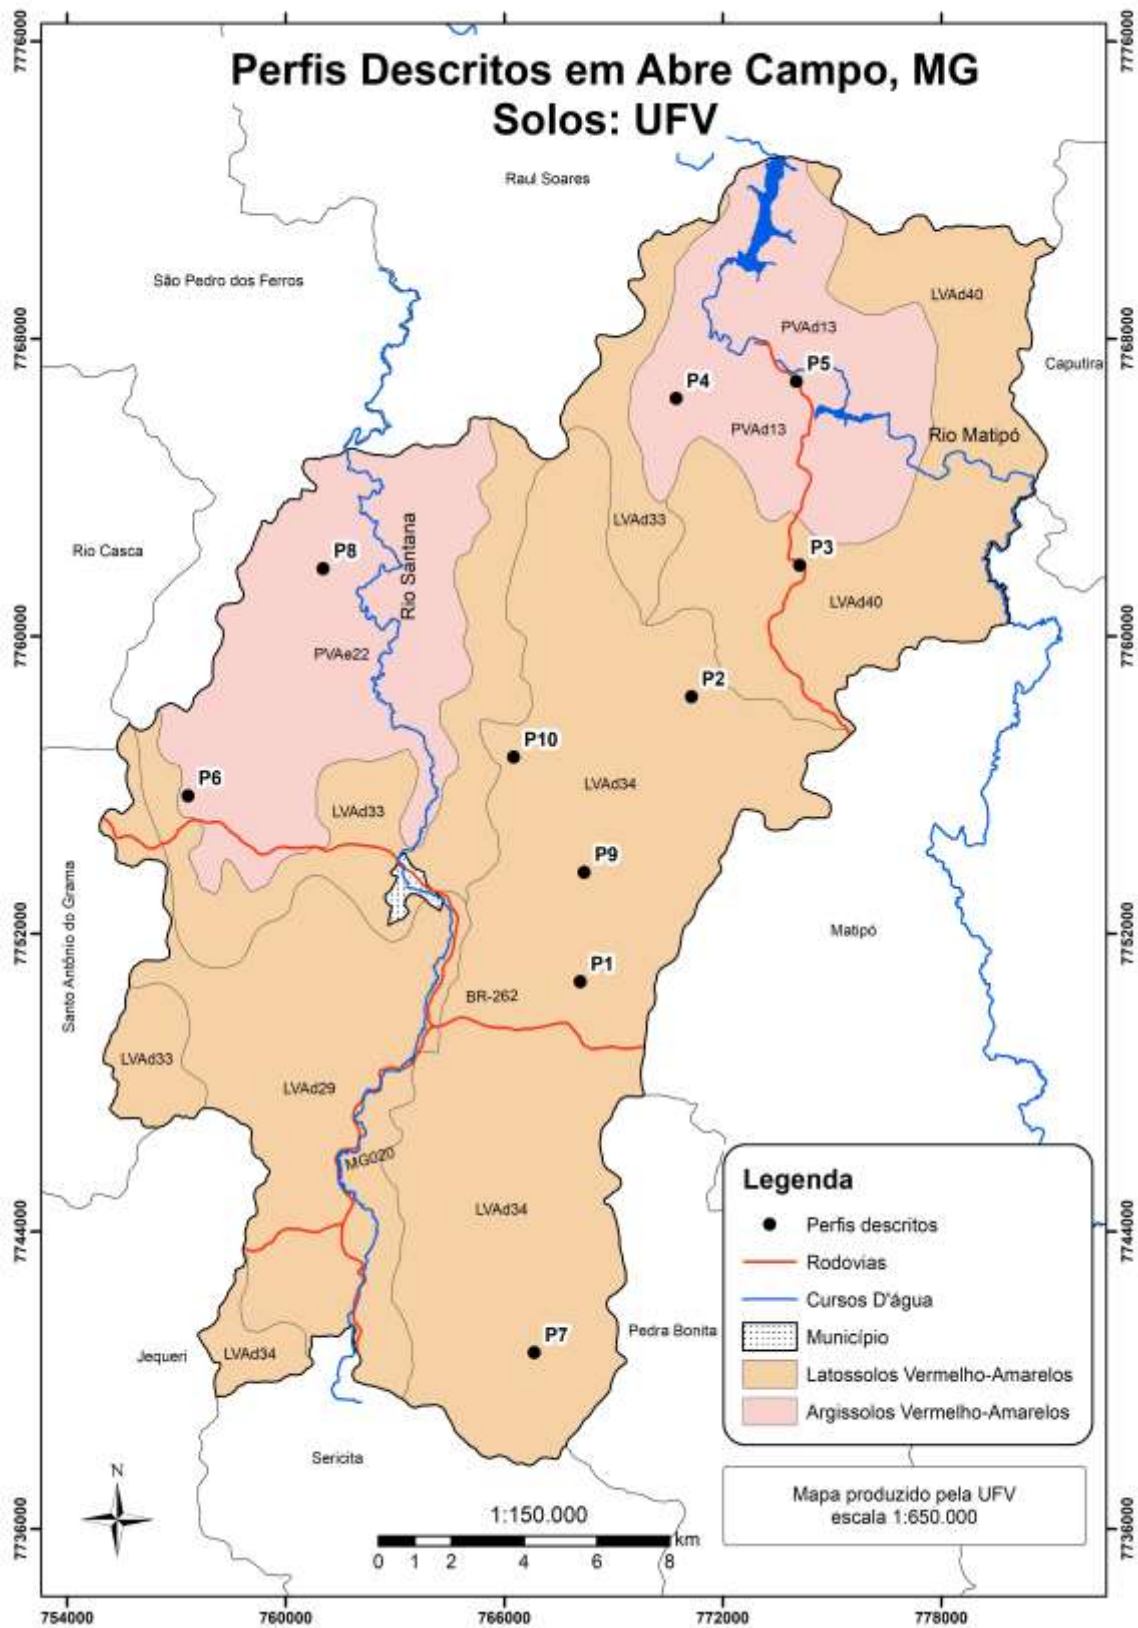 Perfis Descritos em Abre Campo, MG
Solos: UFV
7776000
7776000
Raul Soares
São Pedro dos Ferros
LVAd40
PVAd13
7768000
7768000
Caputira
P5
P4
PVAd13
Rio Matipó
LVAd33
Rio Santana
Rio Casca
P8
P3
LVAd40
7760000
7760000
PVAe22
P2
P10
P6
LVAd34
LVAd33
P9
Santo Antônio do Grama
7752000
7752000
Matipó
P1
BR-262
LVAd33
LVAd29
MG020
LVAd34
7744000
7744000
P7
Pedra Bonita
Jequeri
LVAd34
Sericita
Legenda
Perfis descritos
Rodovias
Cursos D'água
Município
Latossolos Vermelho-Amarelos
Argissolos Vermelho-Amarelos
Mapa produzido pela UFV
escala 1:650.000
N
1:150.000
km
0 1 2 4 6 8
7736000
7736000
754000 760000 766000 772000 778000